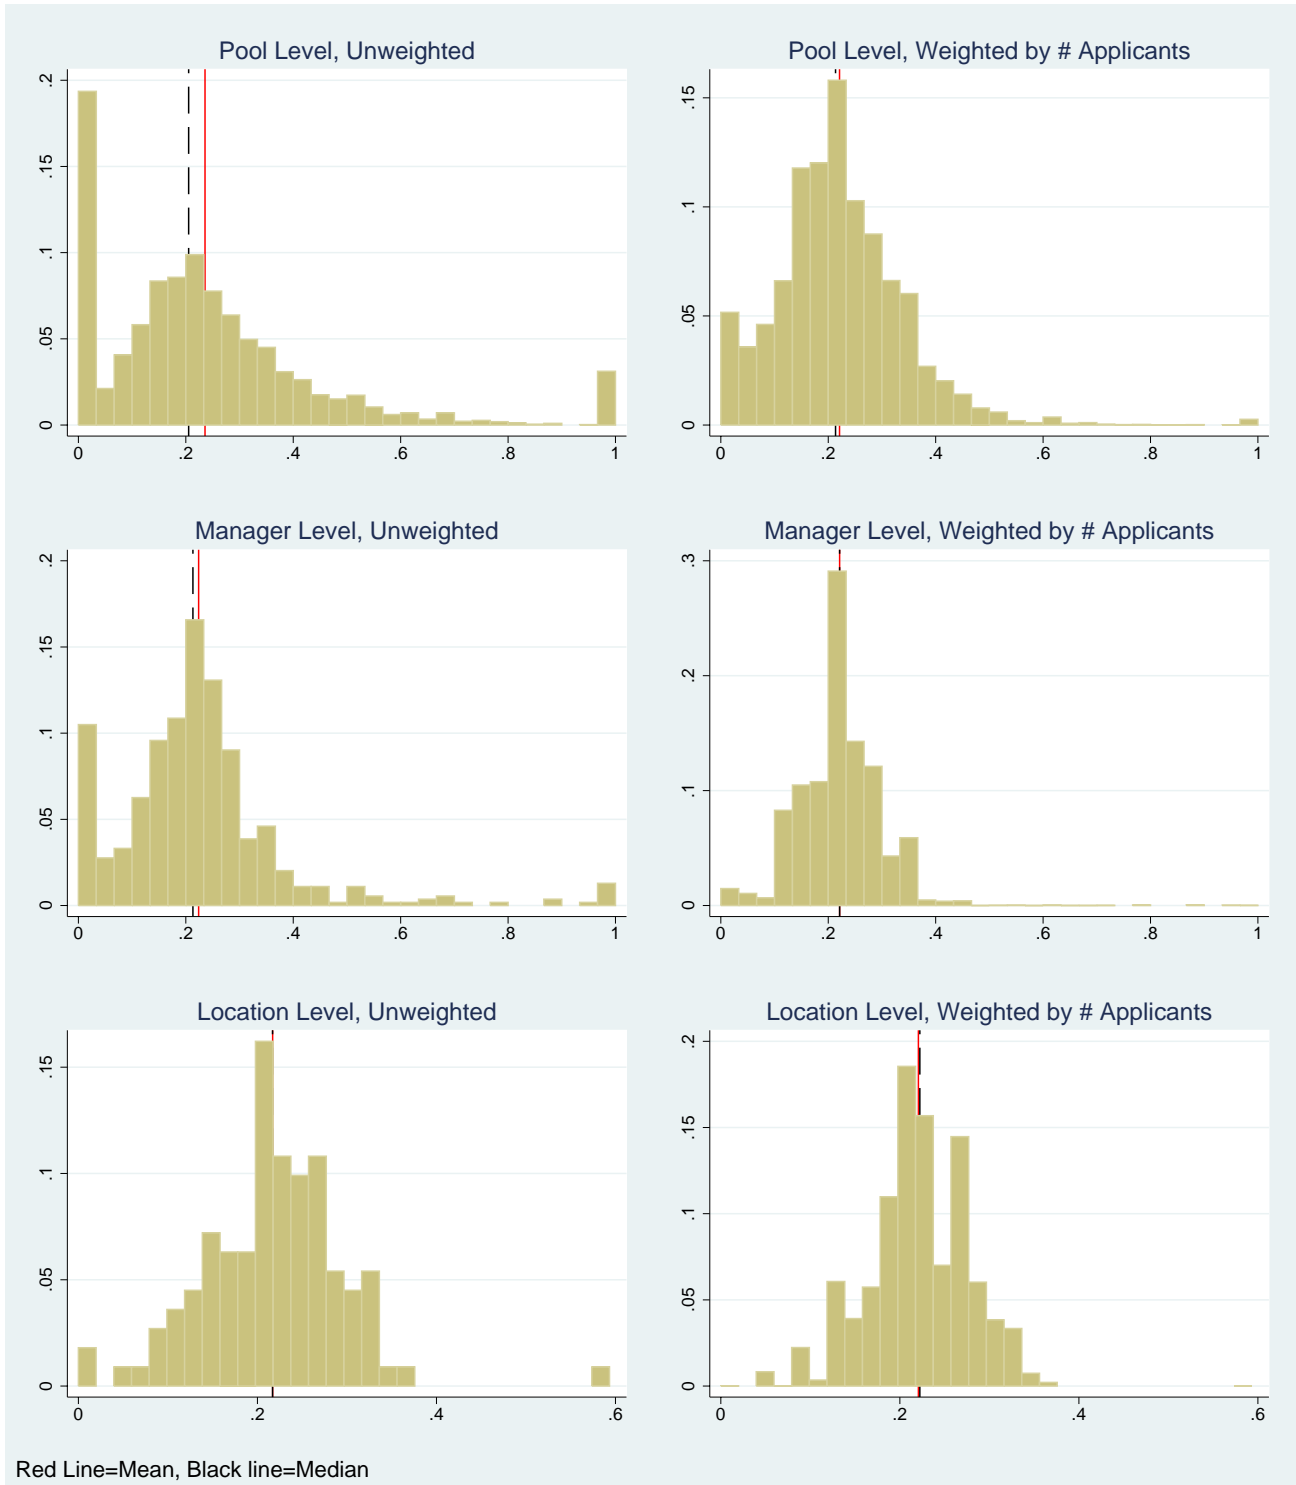 Pool Level, Unweighted
0 .05 .1 .15 .2
0 .2 .4 .6 .8 1
Pool Level, Weighted by # Applicants
0 .05 .1 .15
0 .2 .4 .6 .8 1
Manager Level, Unweighted
0 .05 .1 .15 .2
0 .2 .4 .6 .8 1
Manager Level, Weighted by # Applicants
0 .1 .2 .3
0 .2 .4 .6 .8 1
Location Level, Unweighted
0 .05 .1 .15
0 .2 .4 .6
Location Level, Weighted by # Applicants
0 .05 .1 .15 .2
0 .2 .4 .6
Red Line=Mean, Black line=Median